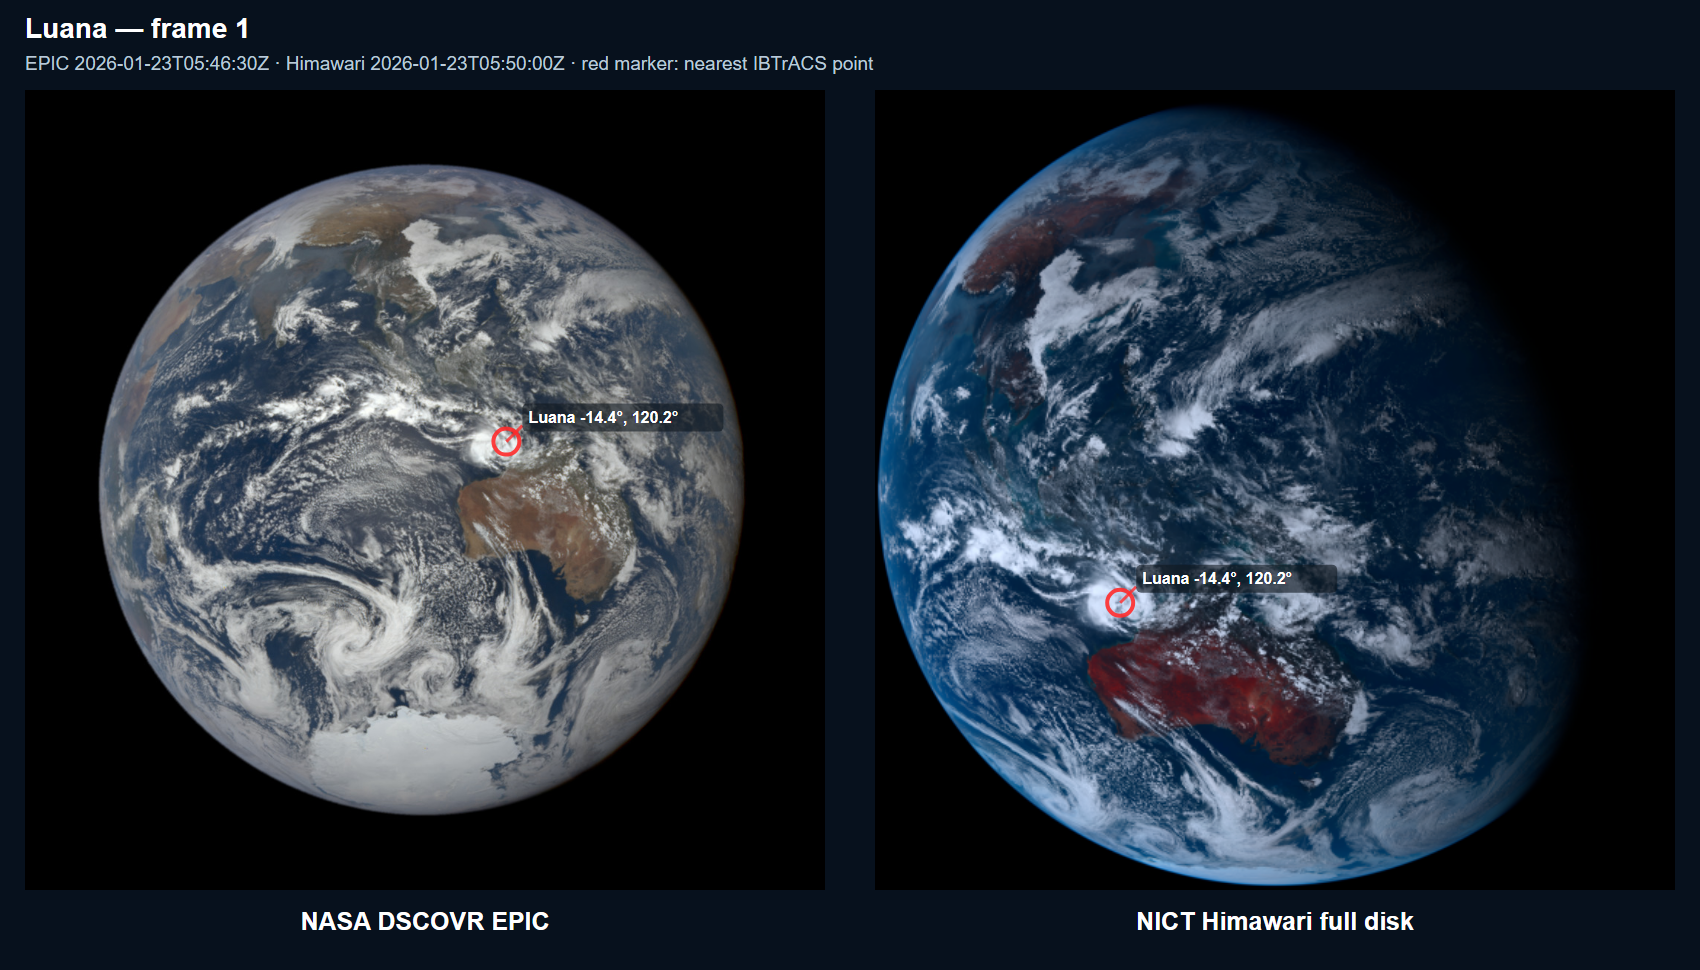 Luana — frame 1
EPIC 2026-01-23T05:46:30Z · Himawari 2026-01-23T05:50:00Z · red marker: nearest IBTrACS point
Luana -14.4°, 120.2°
Luana -14.4°, 120.2°
NASA DSCOVR EPIC
NICT Himawari full disk